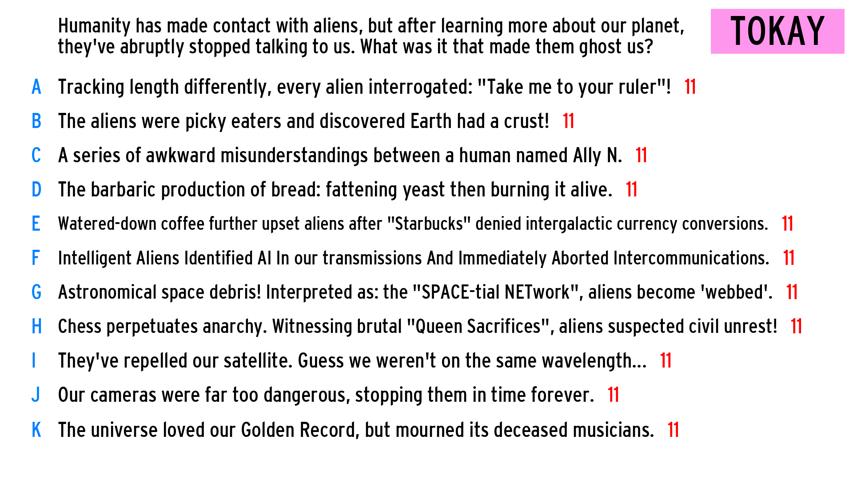 Humanity has made contact with aliens, but after learning more about our planet,
they've abruptly stopped talking to us. What was it that made them ghost us?
TOKAY
A Tracking length differently, every alien interrogated: "Take me to your ruler"! 11
B The aliens were picky eaters and discovered Earth had a crust! 11
C A series of awkward misunderstandings between a human named Ally N. 11
D The barbaric production of bread: fattening yeast then burning it alive. 11
E Watered-down coffee further upset aliens after "Starbucks" denied intergalactic currency conversions. 11
F Intelligent Aliens Identified AI In our transmissions And Immediately Aborted Intercommunications. 11
G Astronomical space debris! Interpreted as: the "SPACE-tial NETwork", aliens become 'webbed'. 11
H Chess perpetuates anarchy. Witnessing brutal "Queen Sacrifices", aliens suspected civil unrest! 11
I They've repelled our satellite. Guess we weren't on the same wavelength... 11
J Our cameras were far too dangerous, stopping them in time forever. 11
K The universe loved our Golden Record, but mourned its deceased musicians. 11